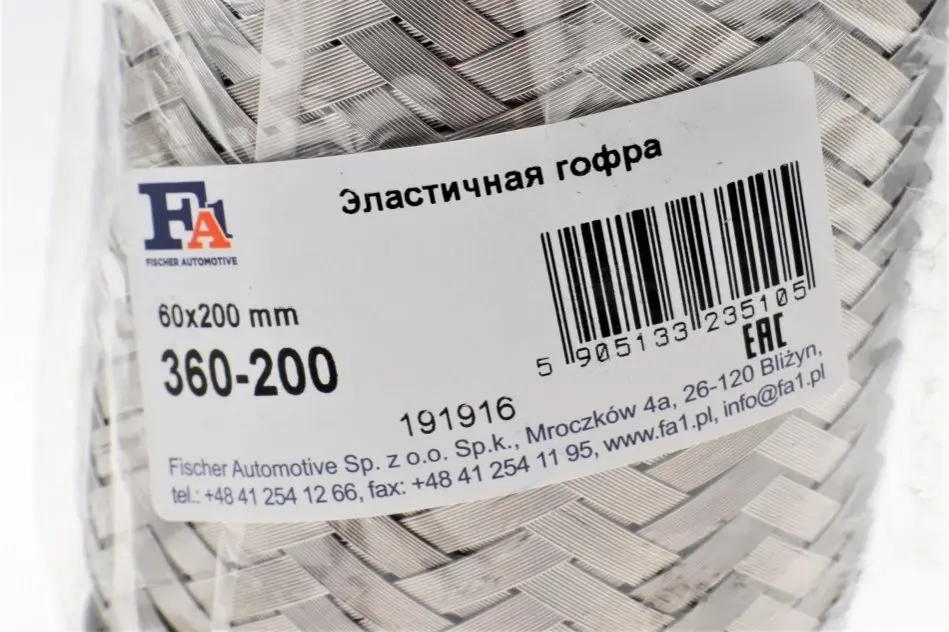 Эластичная гофра
FA1
FISCHER AUTOMOTIVE
60x200 mm
360-200
5 905133 235105
EAC
191916
Fischer Automotive Sp. z o.o. Sp.k., Mroczków 4a, 26-120 Bliżyn,
tel.: +48 41 254 12 66, fax: +48 41 254 11 95, www.fa1.pl, info@fa1.pl